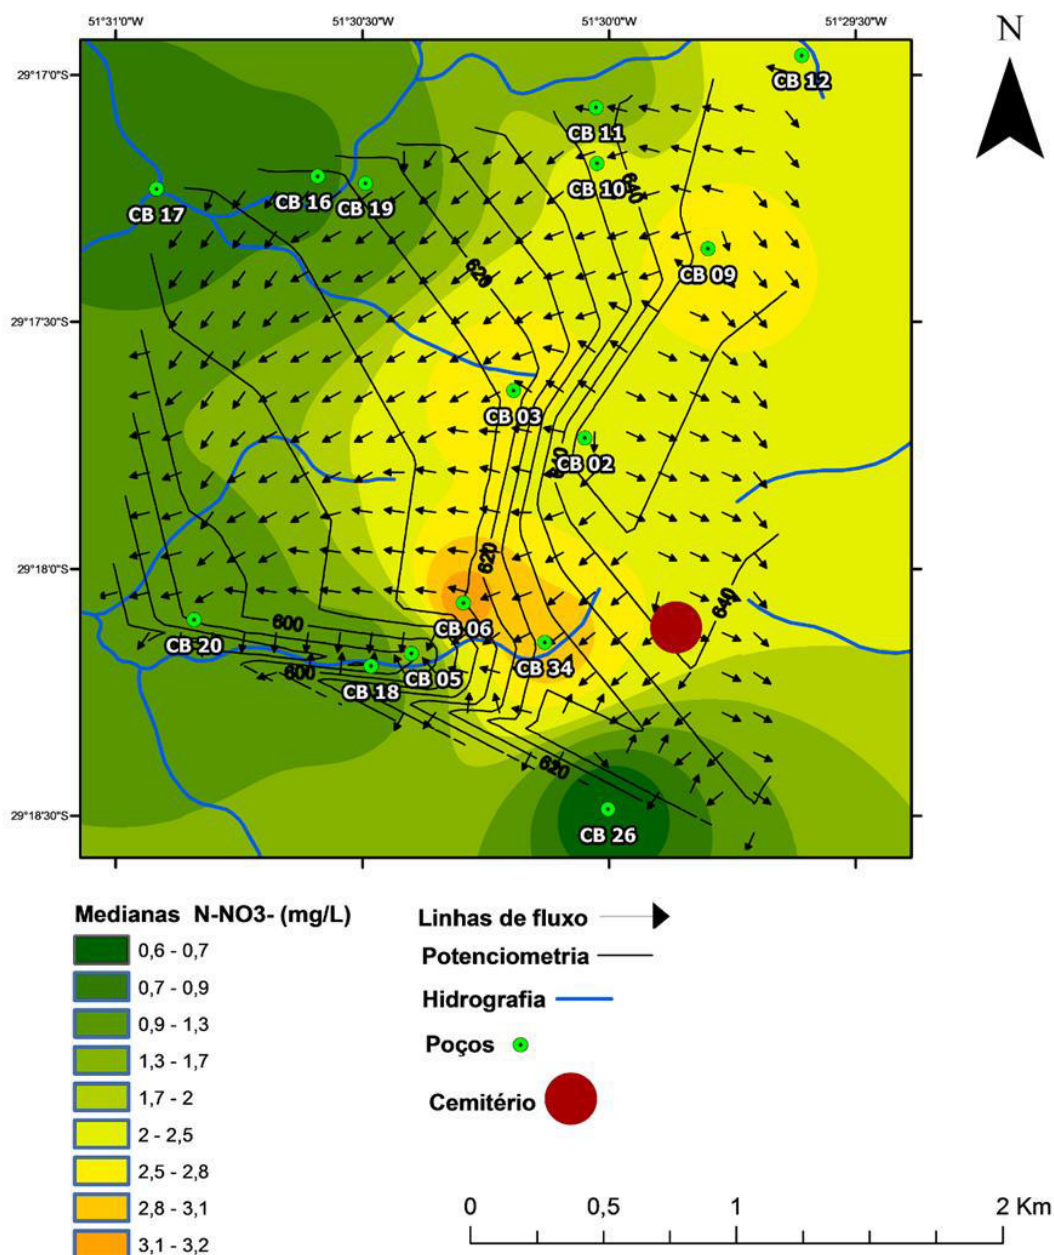 51°31'0"W
51°30'30"W
51°30'0"W
51°29'30"W
N
29°17'0"S
CB 12
CB 11
CB 10
640
CB 16
CB 19
CB 17
620
CB 09
29°17'30"S
CB 03
CB 02
640
620
29°18'0"S
640
600
CB 06
CB 20
CB 34
600
CB 05
CB 18
620
29°18'30"S
CB 26
Medianas N-NO3- (mg/L)
0,6 - 0,7
0,7 - 0,9
0,9 - 1,3
1,3 - 1,7
1,7 - 2
2 - 2,5
2,5 - 2,8
2,8 - 3,1
3,1 - 3,2
Linhas de fluxo
Potenciometria
Hidrografia
Poços
Cemitério
0 0,5 1 2 Km